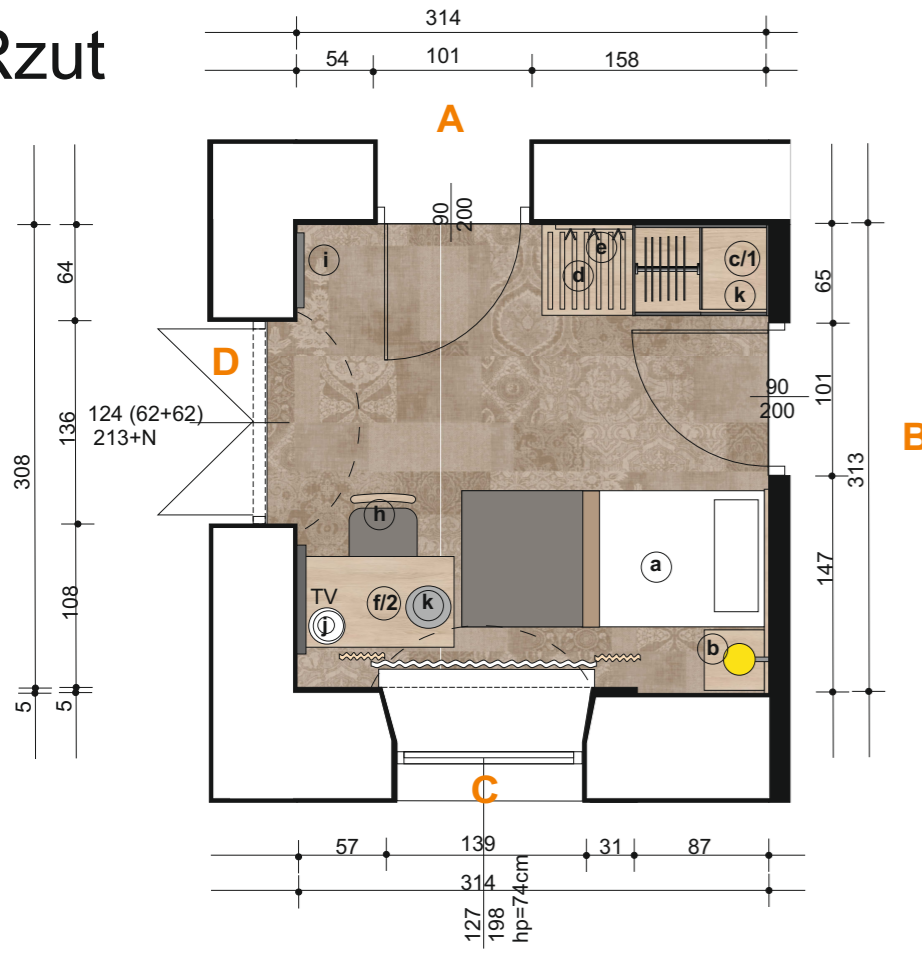 Rzut
314
54
101
158
A
90
200
64
136
308
108
5
5
D
124 (62+62)
213+N
i
d
e
c/1
k
65
101
313
147
90
200
B
h
a
TV
j
f/2
k
b
C
57
139
31
87
314
127
198
hp=74cm